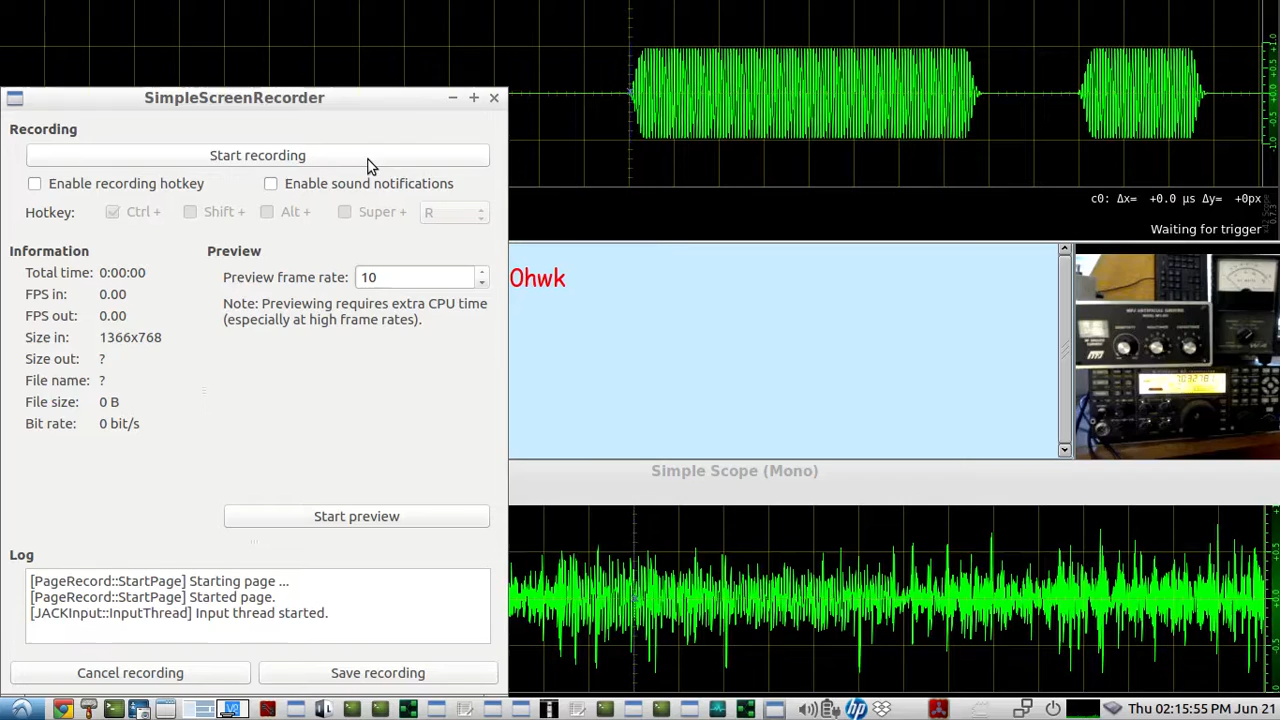 SimpleScreenRecorder
Recording
Start recording
Enable recording hotkey
Enable sound notifications
Hotkey: Ctrl + Shift + Alt + Super + R
Information
Total time: 0:00:00
FPS in: 0.00
FPS out: 0.00
Size in: 1366x768
Size out: ?
File name: ?
File size: 0 B
Bit rate: 0 bit/s
Preview
Preview frame rate: 10
Note: Previewing requires extra CPU time
(especially at high frame rates).
Start preview
Log
[PageRecord::StartPage] Starting page ...
[PageRecord::StartPage] Started page.
[JACKInput::InputThread] Input thread started.
Cancel recording
Save recording
c0: Δx= +0.0 µs Δy= +0px
Waiting for trigger
Ohwk
Simple Scope (Mono)
Thu 02:15:55 PM Jun 21